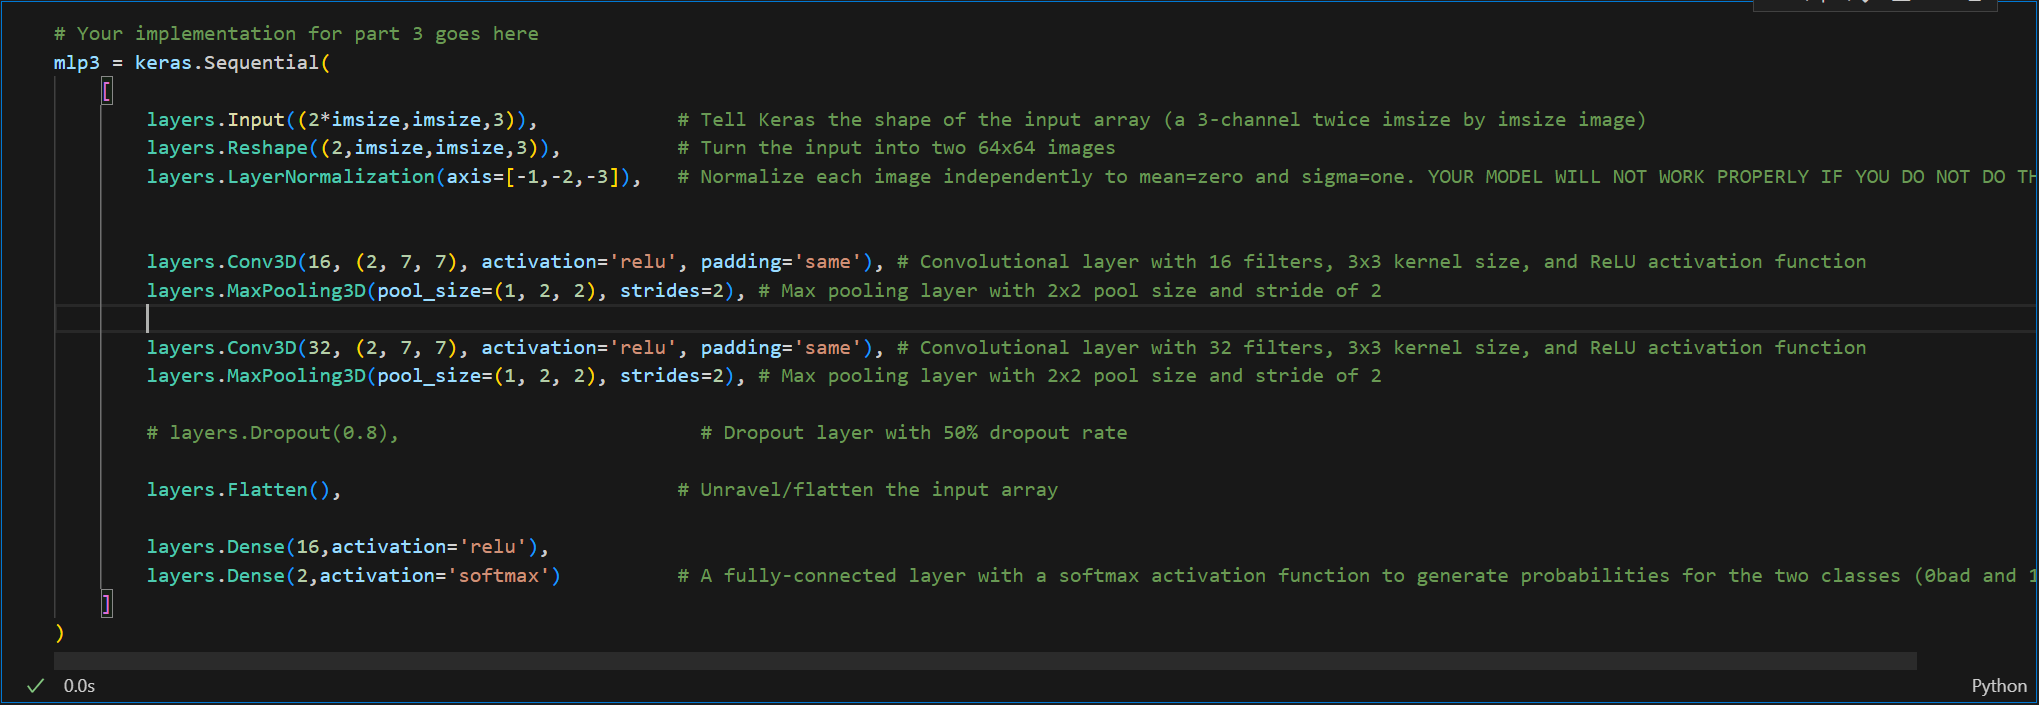 # Your implementation for part 3 goes here
mlp3 = keras.Sequential(
[
layers.Input((2*imsize,imsize,3)), # Tell Keras the shape of the input array (a 3-channel twice imsize by imsize image)
layers.Reshape((2,imsize,imsize,3)), # Turn the input into two 64x64 images
layers.LayerNormalization(axis=[-1,-2,-3]), # Normalize each image independently to mean=zero and sigma=one. YOUR MODEL WILL NOT WORK PROPERLY IF YOU DO NOT DO TH
layers.Conv3D(16, (2, 7, 7), activation='relu', padding='same'), # Convolutional layer with 16 filters, 3x3 kernel size, and ReLU activation function
layers.MaxPooling3D(pool_size=(1, 2, 2), strides=2), # Max pooling layer with 2x2 pool size and stride of 2
layers.Conv3D(32, (2, 7, 7), activation='relu', padding='same'), # Convolutional layer with 32 filters, 3x3 kernel size, and ReLU activation function
layers.MaxPooling3D(pool_size=(1, 2, 2), strides=2), # Max pooling layer with 2x2 pool size and stride of 2
# layers.Dropout(0.8), # Dropout layer with 50% dropout rate
layers.Flatten(), # Unravel/flatten the input array
layers.Dense(16,activation='relu'),
layers.Dense(2,activation='softmax') # A fully-connected layer with a softmax activation function to generate probabilities for the two classes (0bad and 1
]
)
0.0s
Python